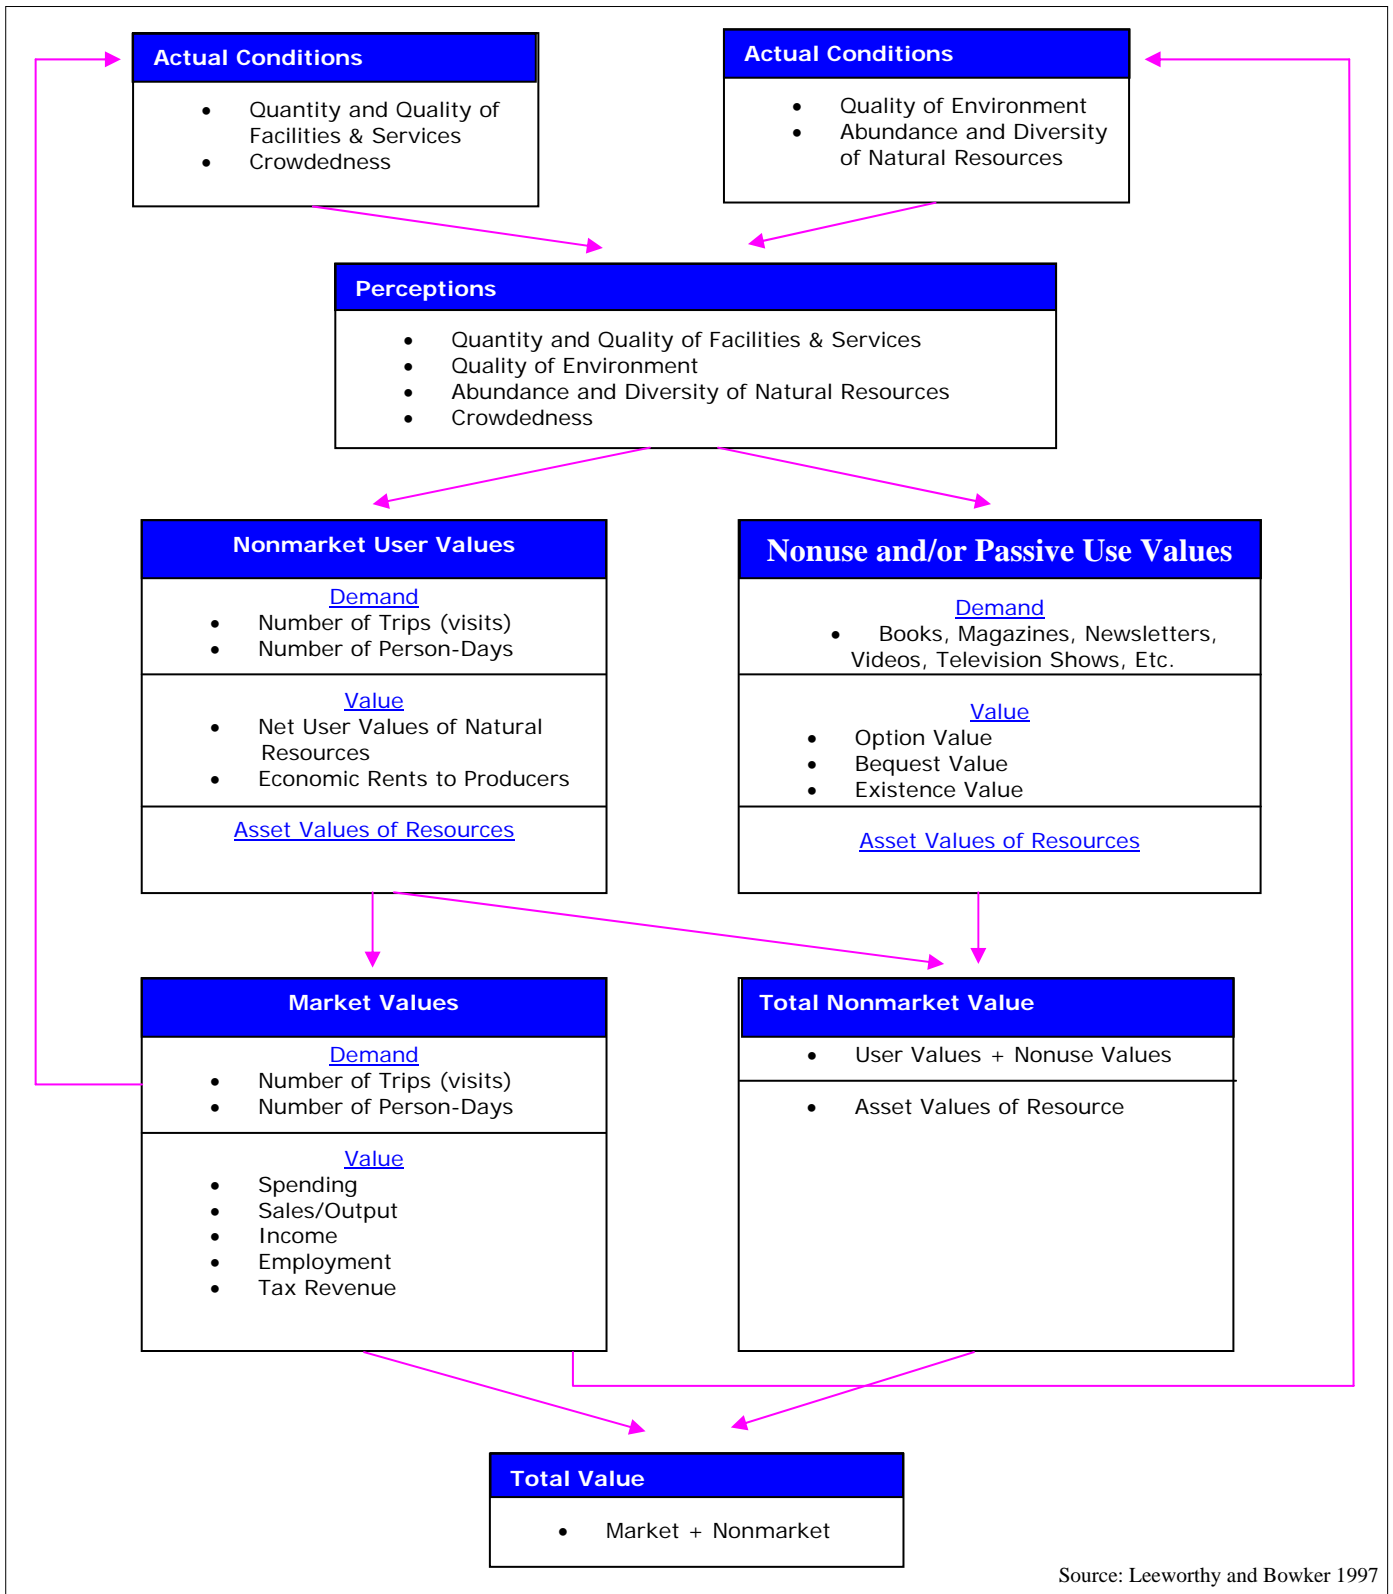 Actual Conditions
• Quantity and Quality of
Facilities & Services
• Crowdedness
Actual Conditions
• Quality of Environment
• Abundance and Diversity
of Natural Resources
Perceptions
• Quantity and Quality of Facilities & Services
• Quality of Environment
• Abundance and Diversity of Natural Resources
• Crowdedness
Nonmarket User Values
Demand
• Number of Trips (visits)
• Number of Person-Days
Value
• Net User Values of Natural
Resources
• Economic Rents to Producers
Asset Values of Resources
Nonuse and/or Passive Use Values
Demand
• Books, Magazines, Newsletters,
Videos, Television Shows, Etc.
Value
• Option Value
• Bequest Value
• Existence Value
Asset Values of Resources
Market Values
Demand
• Number of Trips (visits)
• Number of Person-Days
Value
• Spending
• Sales/Output
• Income
• Employment
• Tax Revenue
Total Nonmarket Value
• User Values + Nonuse Values
• Asset Values of Resource
Total Value
• Market + Nonmarket
Source: Leeworthy and Bowker 1997